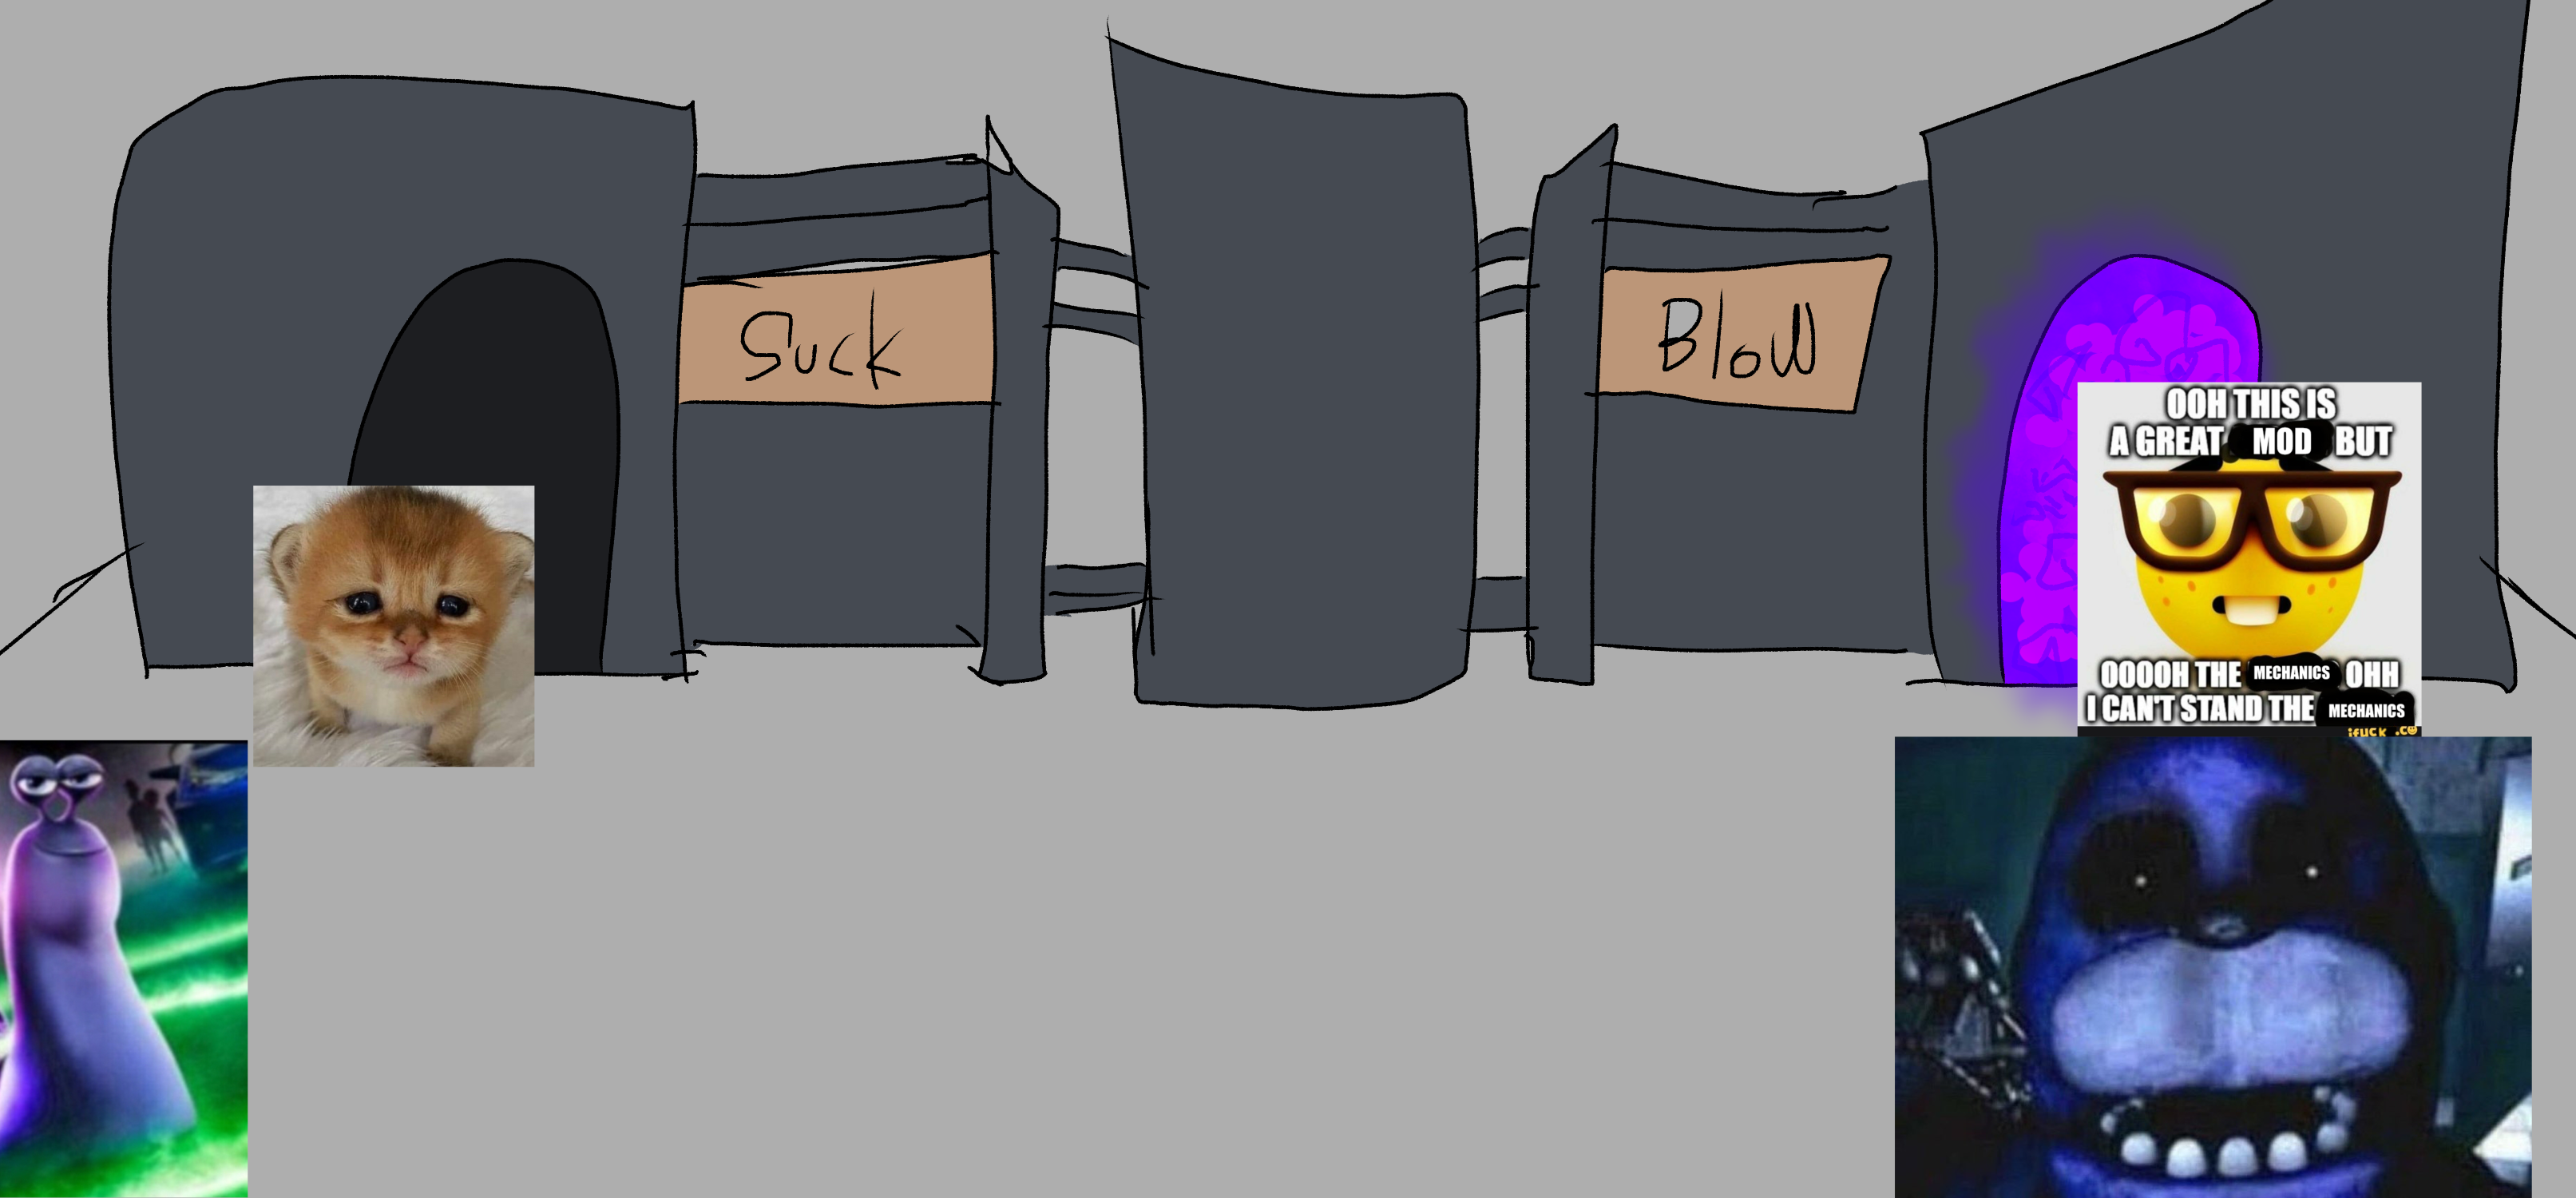 Suck
Blow
OOH THIS IS
A GREAT MOD BUT
OOOOH THE MECHANICS OHH
I CAN'T STAND THE MECHANICS
ifuck .co